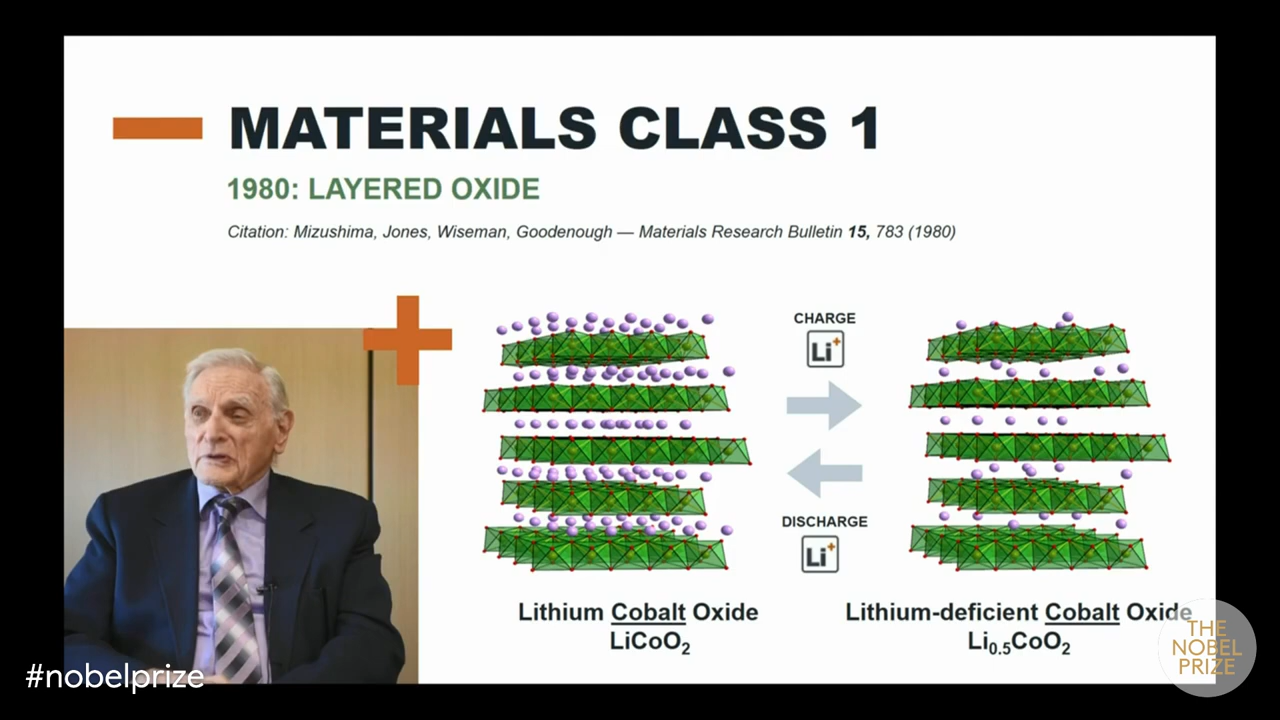 MATERIALS CLASS 1
1980: LAYERED OXIDE
Citation: Mizushima, Jones, Wiseman, Goodenough — Materials Research Bulletin 15, 783 (1980)
CHARGE
Li+
DISCHARGE
Li+
Lithium Cobalt Oxide
LiCoO₂
Lithium-deficient Cobalt Oxide
Li₀.₅CoO₂
THE
NOBEL
PRIZE
#nobelprize